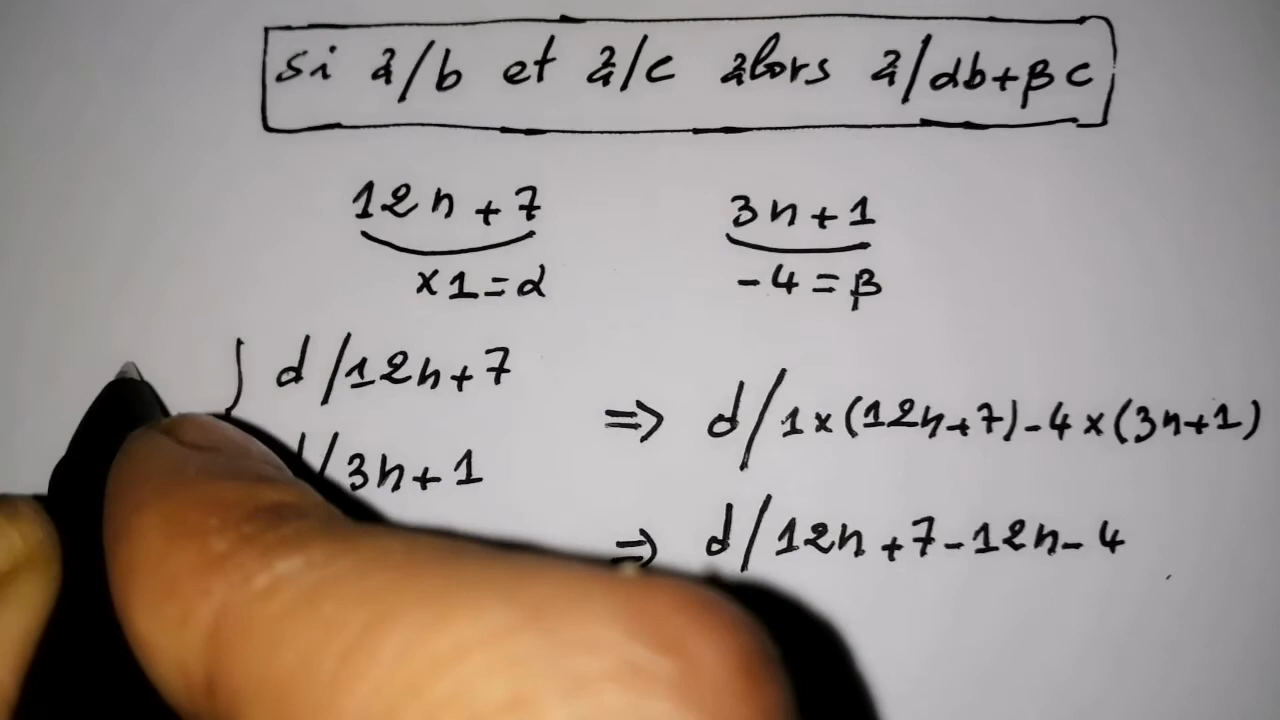 si a/b et a/c alors a/αb+βc
12n+7 3n+1
×1=α -4=β
d/12n+7
=> d/1×(12n+7)-4×(3n+1)
d/3n+1
=> d/12n+7-12n-4